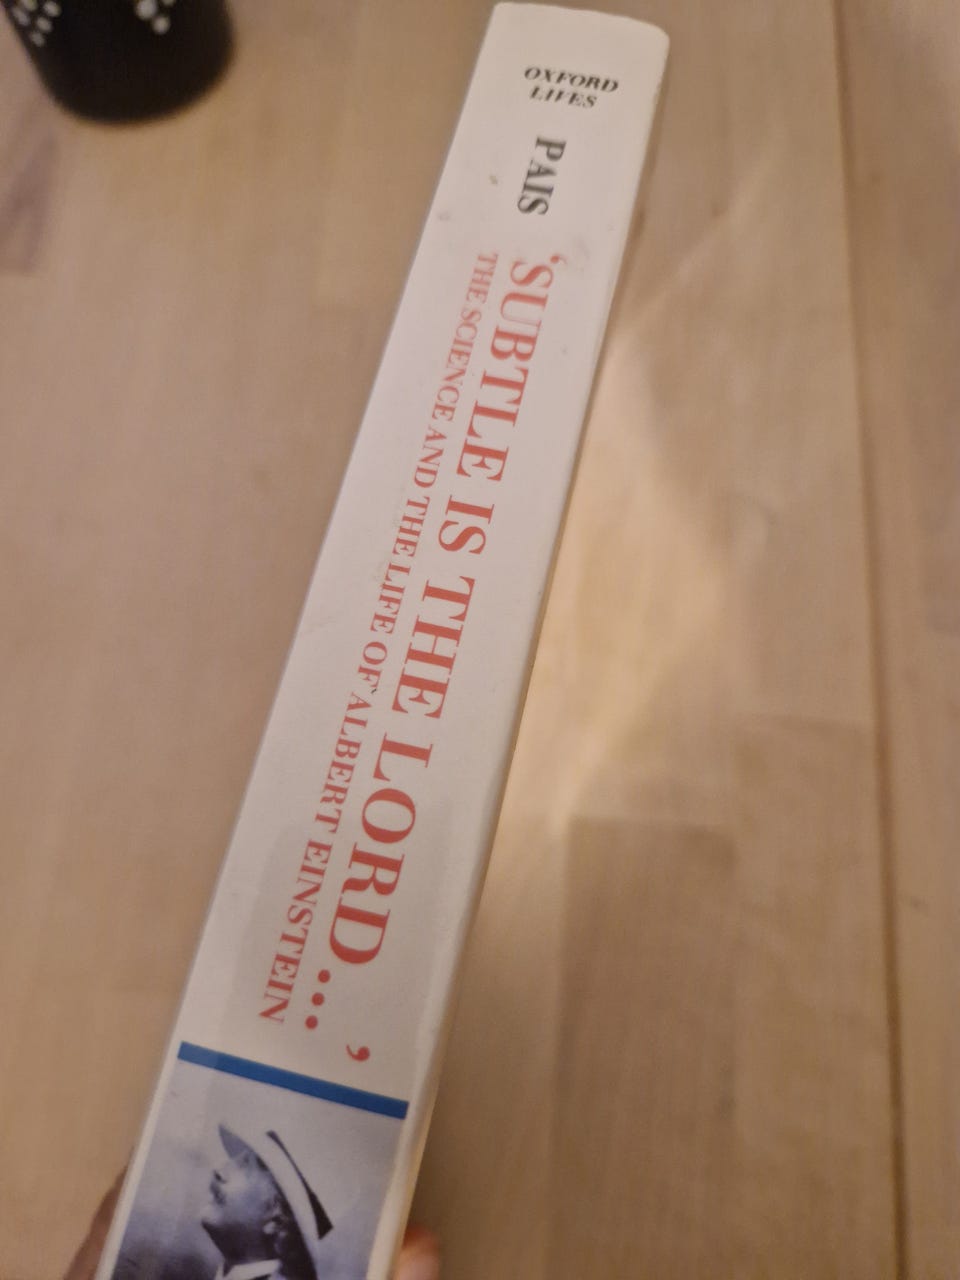 OXFORD
LIVES
PAIS
‘SUBTLE IS THE LORD...’
THE SCIENCE AND THE LIFE OF ALBERT EINSTEIN